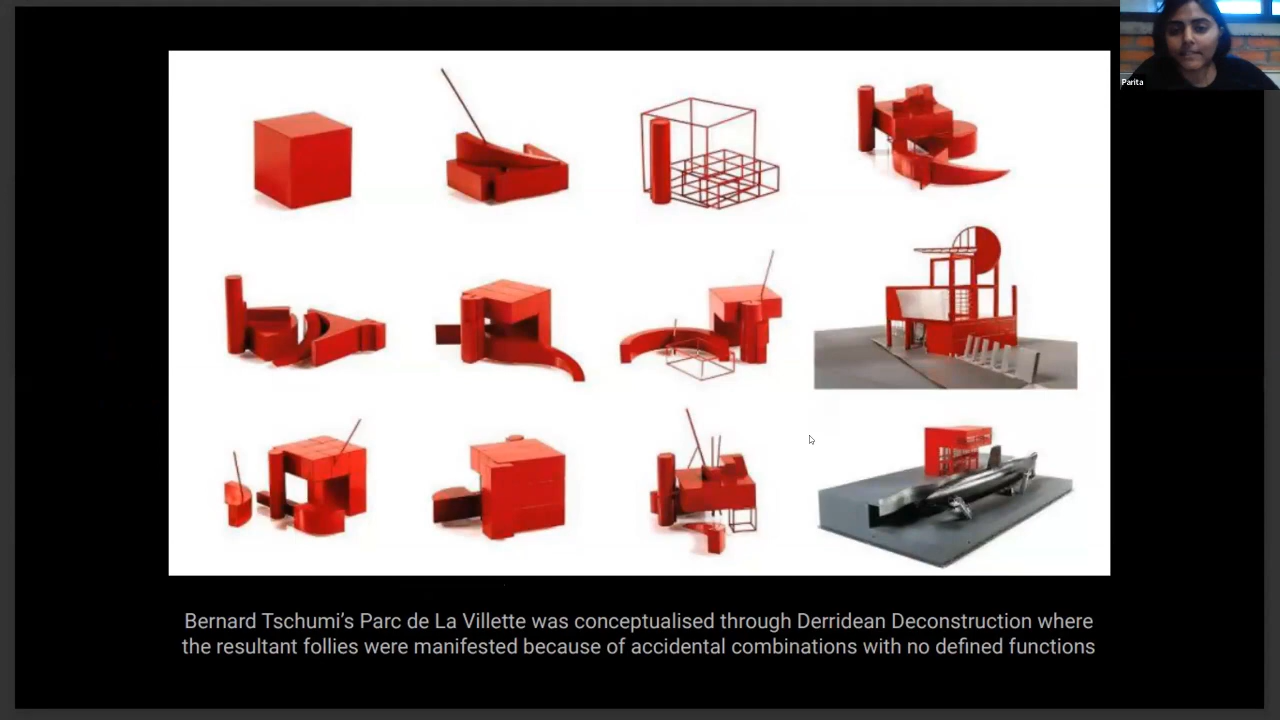 Parita
Bernard Tschumi’s Parc de La Villette was conceptualised through Derridean Deconstruction where
the resultant follies were manifested because of accidental combinations with no defined functions